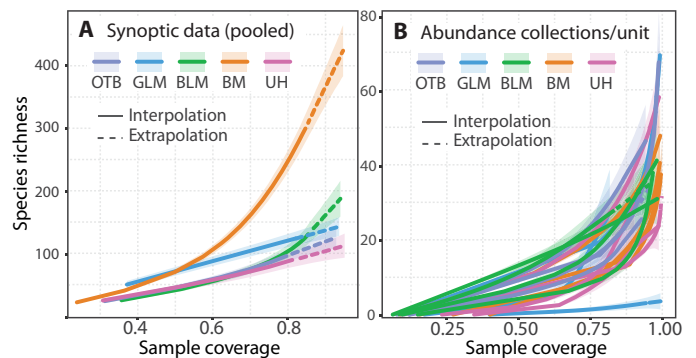 A Synoptic data (pooled)
OTB GLM BLM BM UH
Interpolation
Extrapolation
Species richness
400
300
200
100
0.4 0.6 0.8
Sample coverage
B Abundance collections/unit
OTB GLM BLM BM UH
Interpolation
Extrapolation
80
60
40
20
0
0.25 0.50 0.75 1.00
Sample coverage